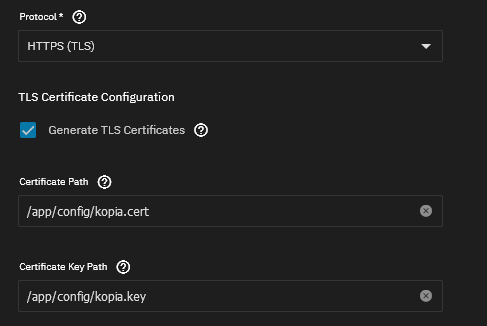 Protocol *
HTTPS (TLS)
TLS Certificate Configuration
Generate TLS Certificates
Certificate Path
/app/config/kopia.cert
Certificate Key Path
/app/config/kopia.key